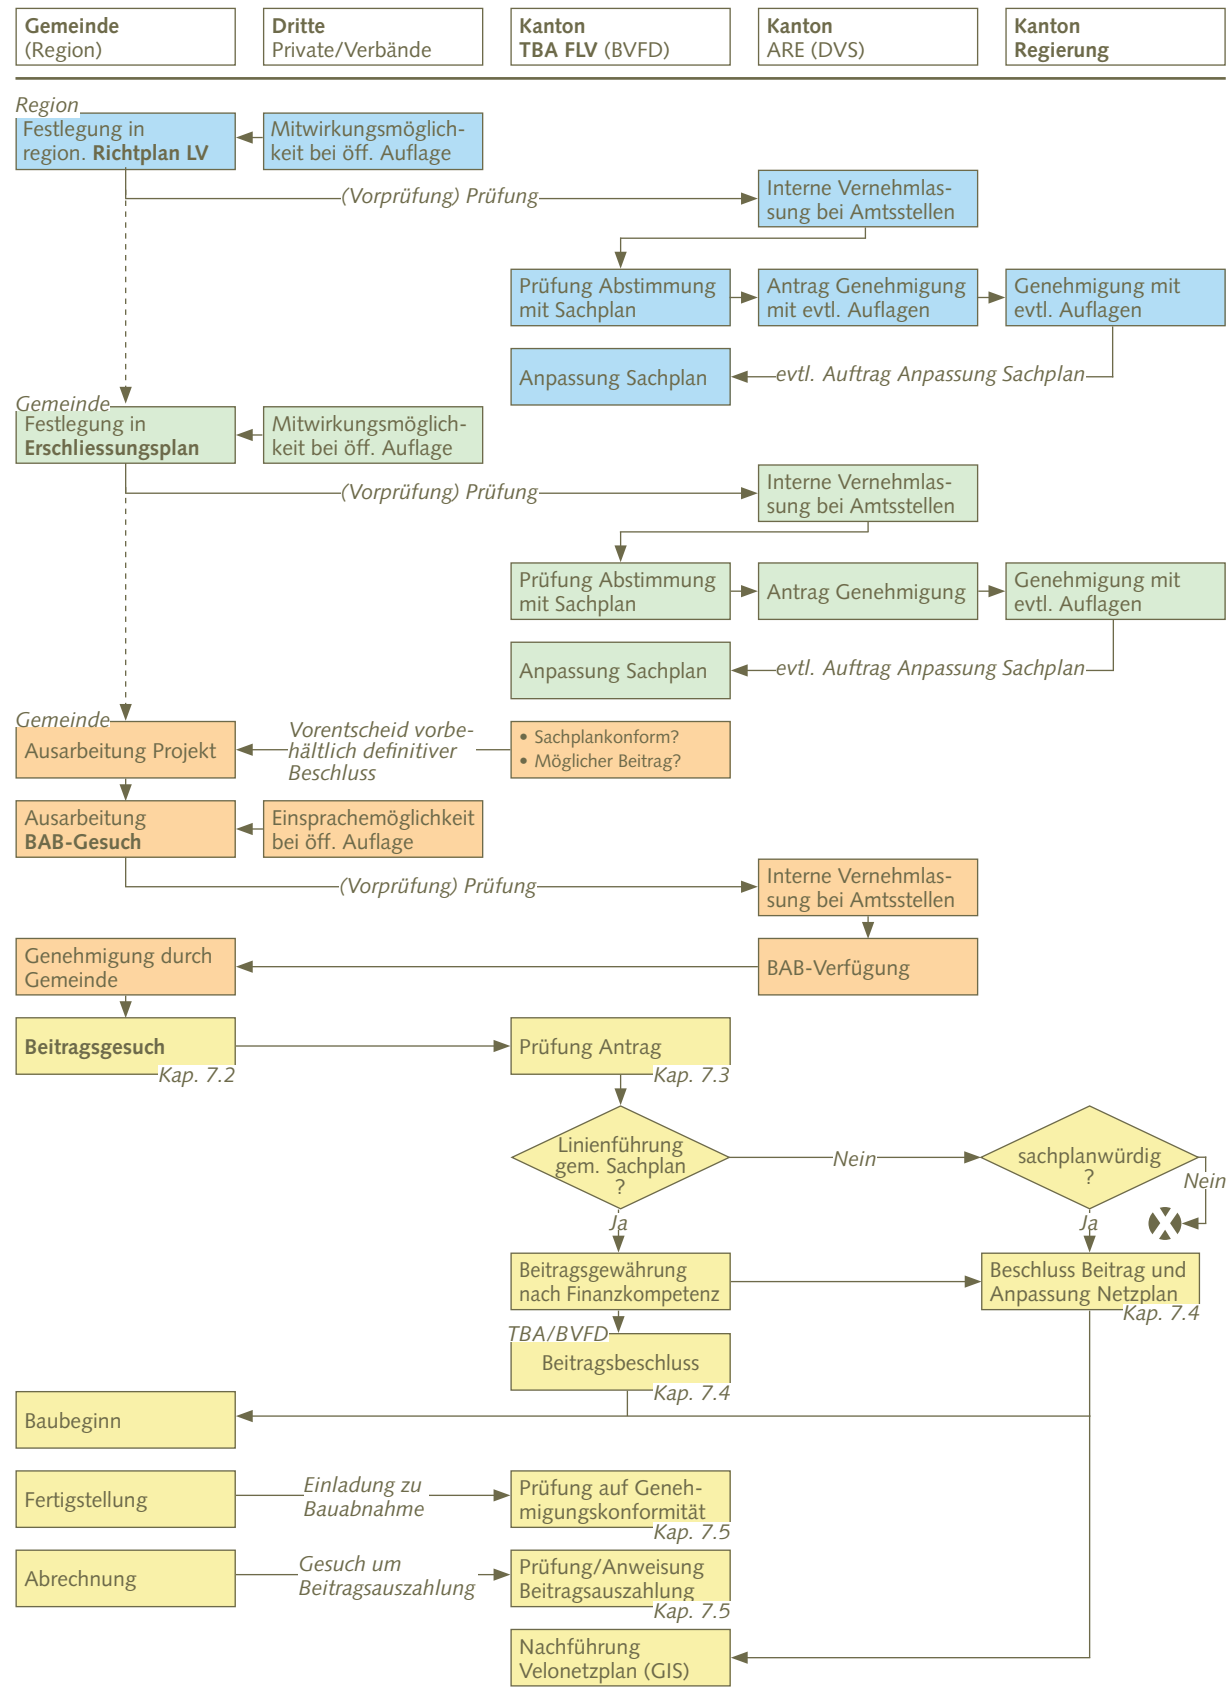 Gemeinde
(Region)
Dritte
Private/Verbände
Kanton
TBA FLV (BVFD)
Kanton
ARE (DVS)
Kanton
Regierung
Region
Festlegung in
region. Richtplan LV
Mitwirkungsmöglich-
keit bei öff. Auflage
(Vorprüfung) Prüfung
Interne Vernehmlas-
sung bei Amtsstellen
Prüfung Abstimmung
mit Sachplan
Antrag Genehmigung
mit evtl. Auflagen
Genehmigung mit
evtl. Auflagen
Anpassung Sachplan
evtl. Auftrag Anpassung Sachplan
Gemeinde
Festlegung in
Erschliessungsplan
Mitwirkungsmöglich-
keit bei öff. Auflage
(Vorprüfung) Prüfung
Interne Vernehmlas-
sung bei Amtsstellen
Prüfung Abstimmung
mit Sachplan
Antrag Genehmigung
Genehmigung mit
evtl. Auflagen
Anpassung Sachplan
evtl. Auftrag Anpassung Sachplan
Gemeinde
Ausarbeitung Projekt
Vorentscheid vorbe-
hältlich definitiver
Beschluss
• Sachplankonform?
• Möglicher Beitrag?
Ausarbeitung
BAB-Gesuch
Einsprachemöglichkeit
bei öff. Auflage
(Vorprüfung) Prüfung
Interne Vernehmlas-
sung bei Amtsstellen
Genehmigung durch
Gemeinde
BAB-Verfügung
Beitragsgesuch
Kap. 7.2
Prüfung Antrag
Kap. 7.3
Linienführung
gem. Sachplan
?
Nein
sachplanwürdig
?
Nein
Ja
Ja
Beitragsgewährung
nach Finanzkompetenz
Beschluss Beitrag und
Anpassung Netzplan
Kap. 7.4
TBA/BVFD
Beitragsbeschluss
Kap. 7.4
Baubeginn
Fertigstellung
Einladung zu
Bauabnahme
Prüfung auf Geneh-
migungskonformität
Kap. 7.5
Abrechnung
Gesuch um
Beitragsauszahlung
Prüfung/Anweisung
Beitragsauszahlung
Kap. 7.5
Nachführung
Velonetzplan (GIS)